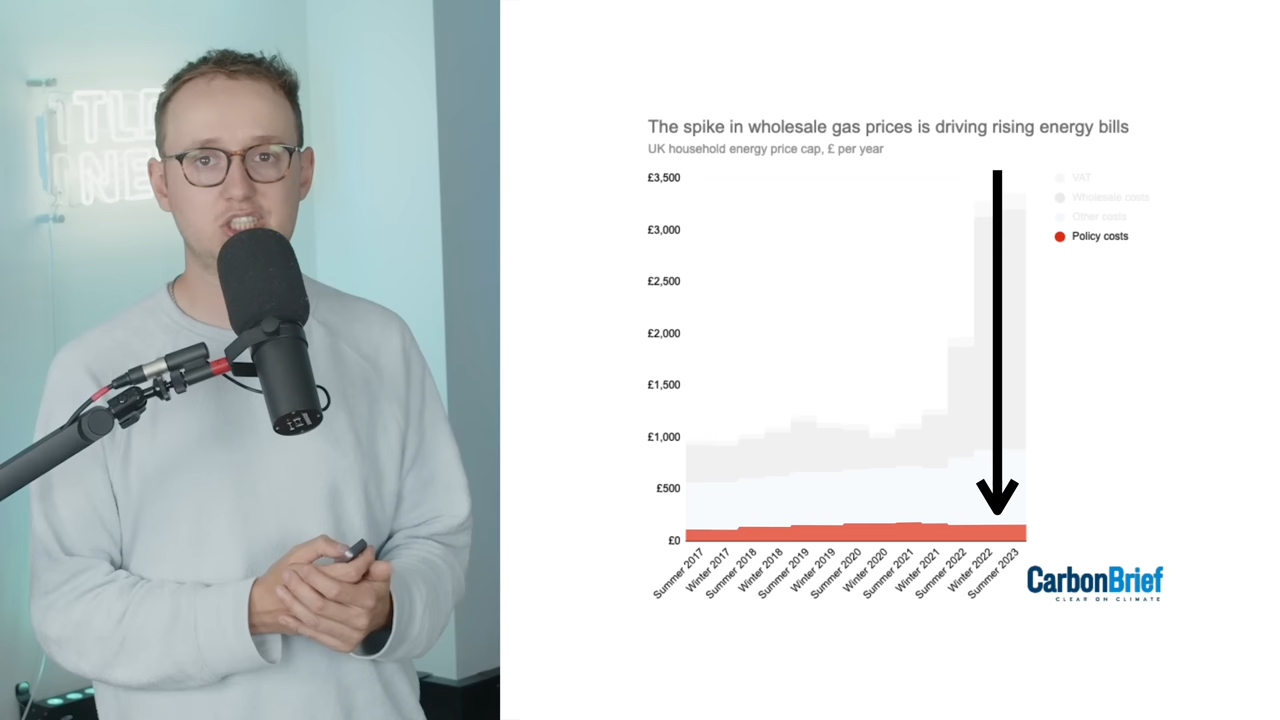 The spike in wholesale gas prices is driving rising energy bills
UK household energy price cap, £ per year
£3,500
£3,000
£2,500
£2,000
£1,500
£1,000
£500
£0
VAT
Wholesale costs
Other costs
Policy costs
Summer 2017
Winter 2017
Summer 2018
Winter 2018
Summer 2019
Winter 2019
Summer 2020
Winter 2020
Summer 2021
Winter 2021
Summer 2022
Winter 2022
Summer 2023
CarbonBrief
CLEAR ON CLIMATE